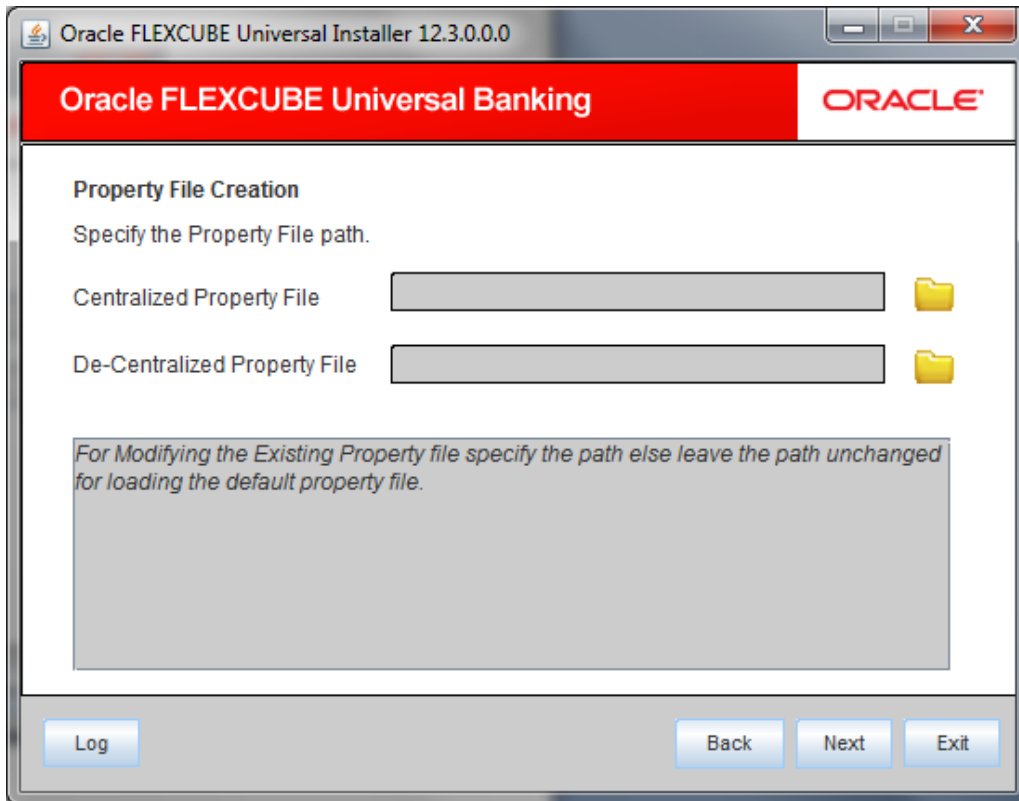 Oracle FLEXCUBE Universal Installer 12.3.0.0.0
Oracle FLEXCUBE Universal Banking
ORACLE
Property File Creation
Specify the Property File path.
Centralized Property File
De-Centralized Property File
For Modifying the Existing Property file specify the path else leave the path unchanged
for loading the default property file.
Log
Back
Next
Exit